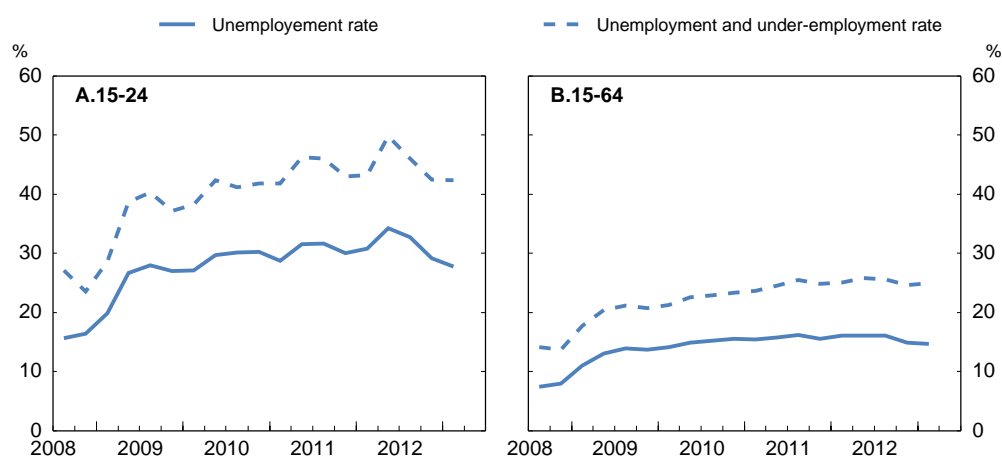 Unemployement rate
Unemployment and under-employment rate
% %
60 A.15-24 B.15-64 60
50 50
40 40
30 30
20 20
10 10
0 0
2008 2009 2010 2011 2012 2008 2009 2010 2011 2012